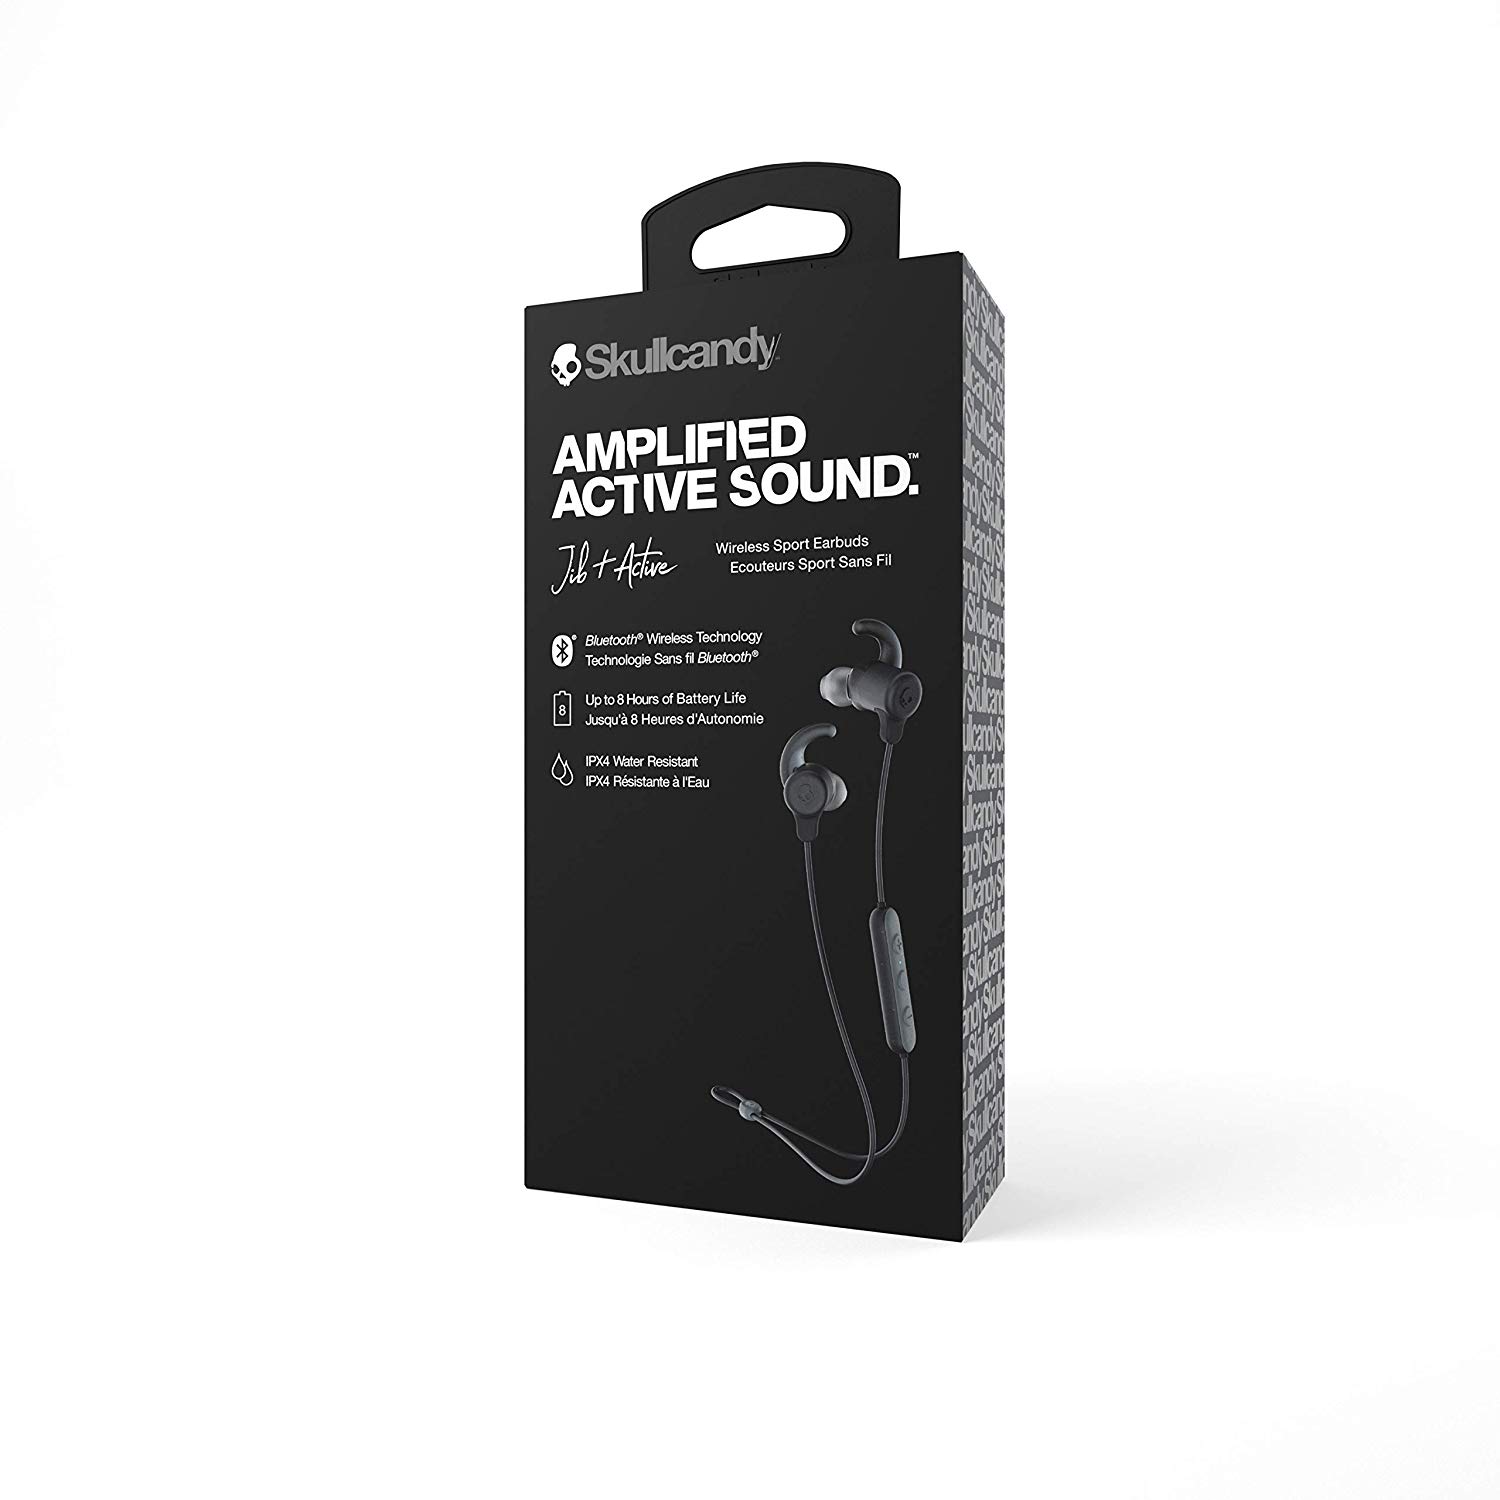 Skullcandy
AMPLIFIED
ACTIVE SOUND.™
Jib + Active
Wireless Sport Earbuds
Ecouteurs Sport Sans Fil
Bluetooth® Wireless Technology
Technologie Sans fil Bluetooth®
8
Up to 8 Hours of Battery Life
Jusqu'à 8 Heures d'Autonomie
IPX4 Water Resistant
IPX4 Résistante à l'Eau